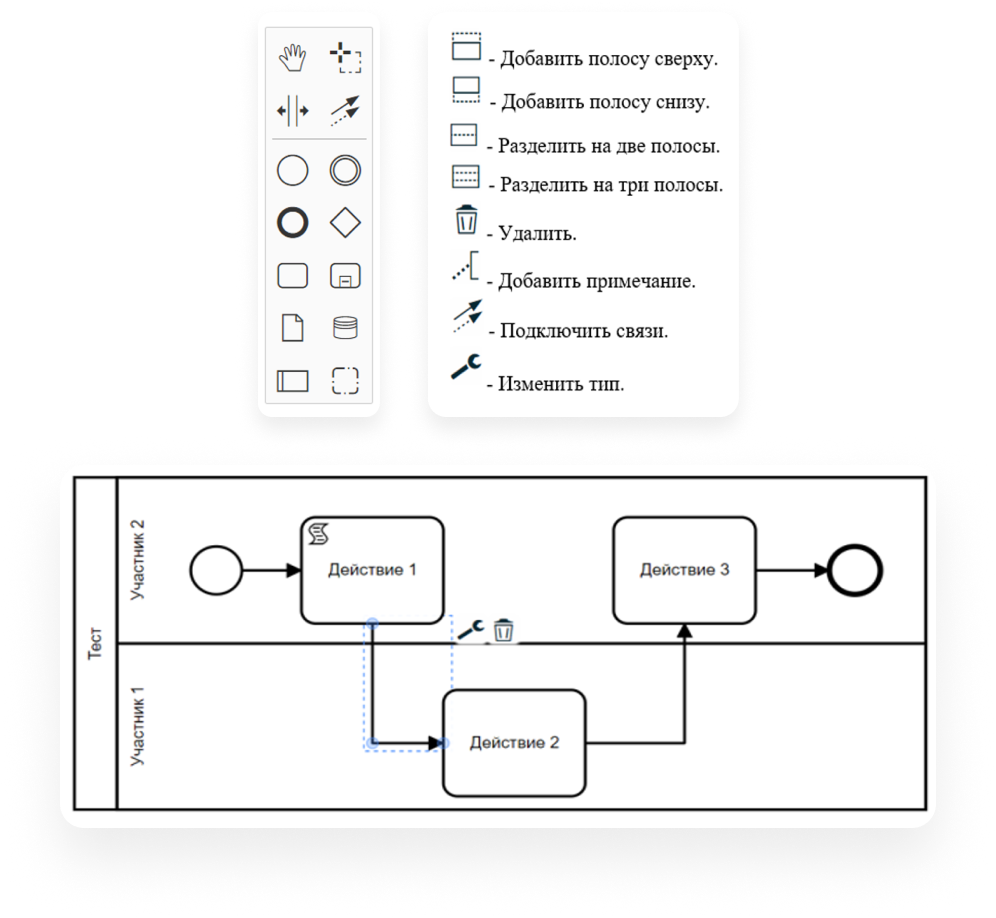 - Добавить полосу сверху.
- Добавить полосу снизу.
- Разделить на две полосы.
- Разделить на три полосы.
- Удалить.
- Добавить примечание.
- Подключить связи.
- Изменить тип.
Тест
Участник 2
Действие 1
Действие 3
Участник 1
Действие 2